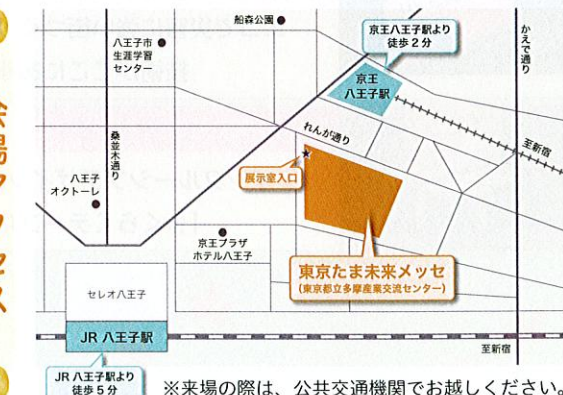 会場アクセス
船森公園
八王子市
生涯学習
センター
京王八王子駅より
徒歩2分
かえで通り
京王
八王子駅
桑並木通り
れんが通り
至新宿
八王子
オクトーレ
展示室入口
京王プラザ
ホテル八王子
東京たま未来メッセ
(東京都立多摩産業交流センター)
セレオ八王子
JR 八王子駅
至新宿
JR 八王子駅より
徒歩5分
※来場の際は、公共交通機関でお越しください。